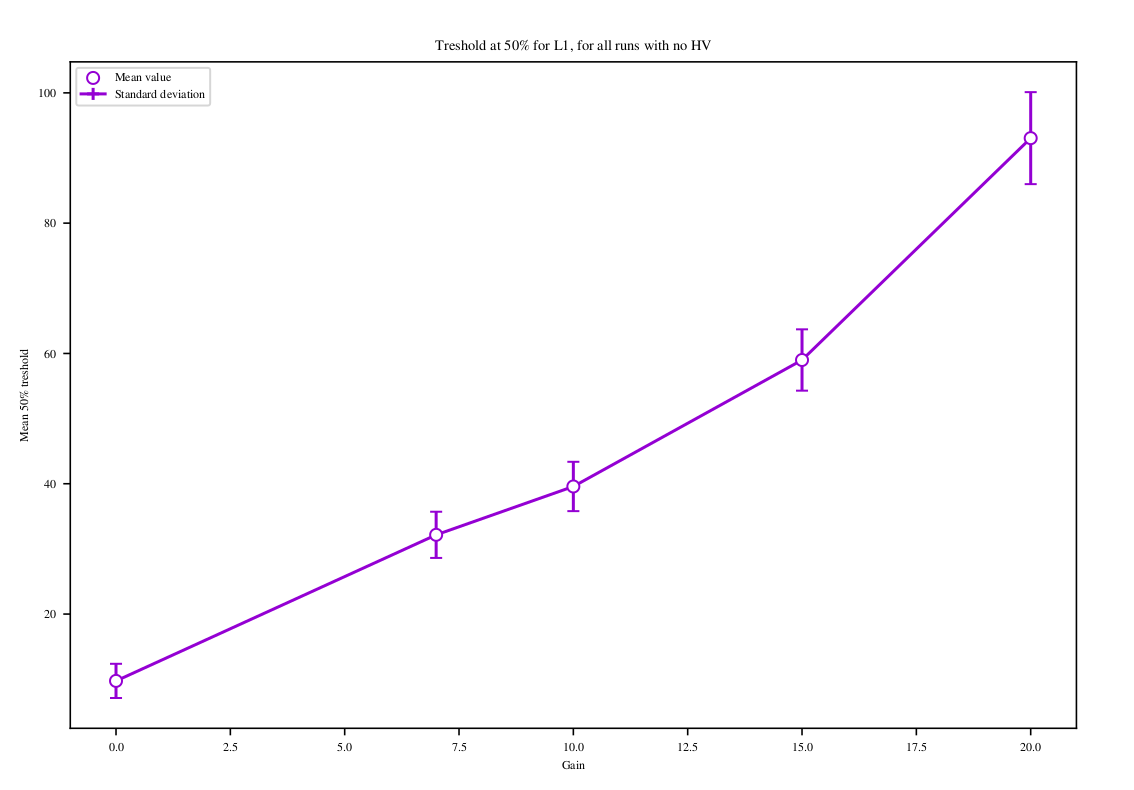 Treshold at 50% for L1, for all runs with no HV
Mean value
Standard deviation
100
80
60
40
20
Mean 50% treshold
0.0 2.5 5.0 7.5 10.0 12.5 15.0 17.5 20.0
Gain